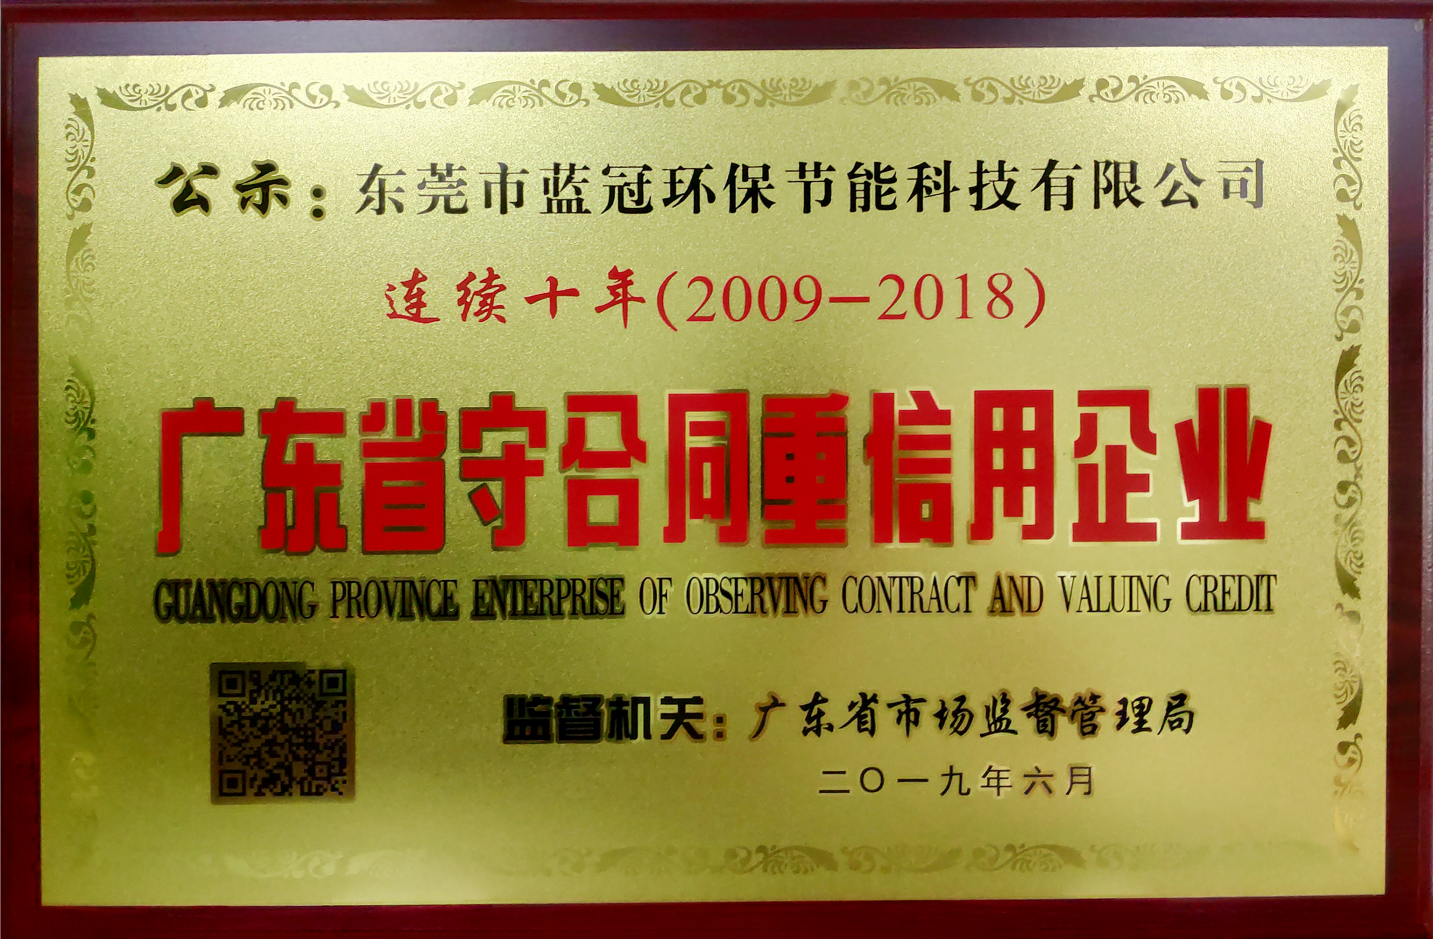 公示:东莞市蓝冠环保节能科技有限公司
连续十年(2009-2018)
广东省守合同重信用企业
GUANGDONG PROVINCE ENTERPRISE OF OBSERVING CONTRACT AND VALUING CREDIT
监督机关:广东省市场监督管理局
二〇一九年六月